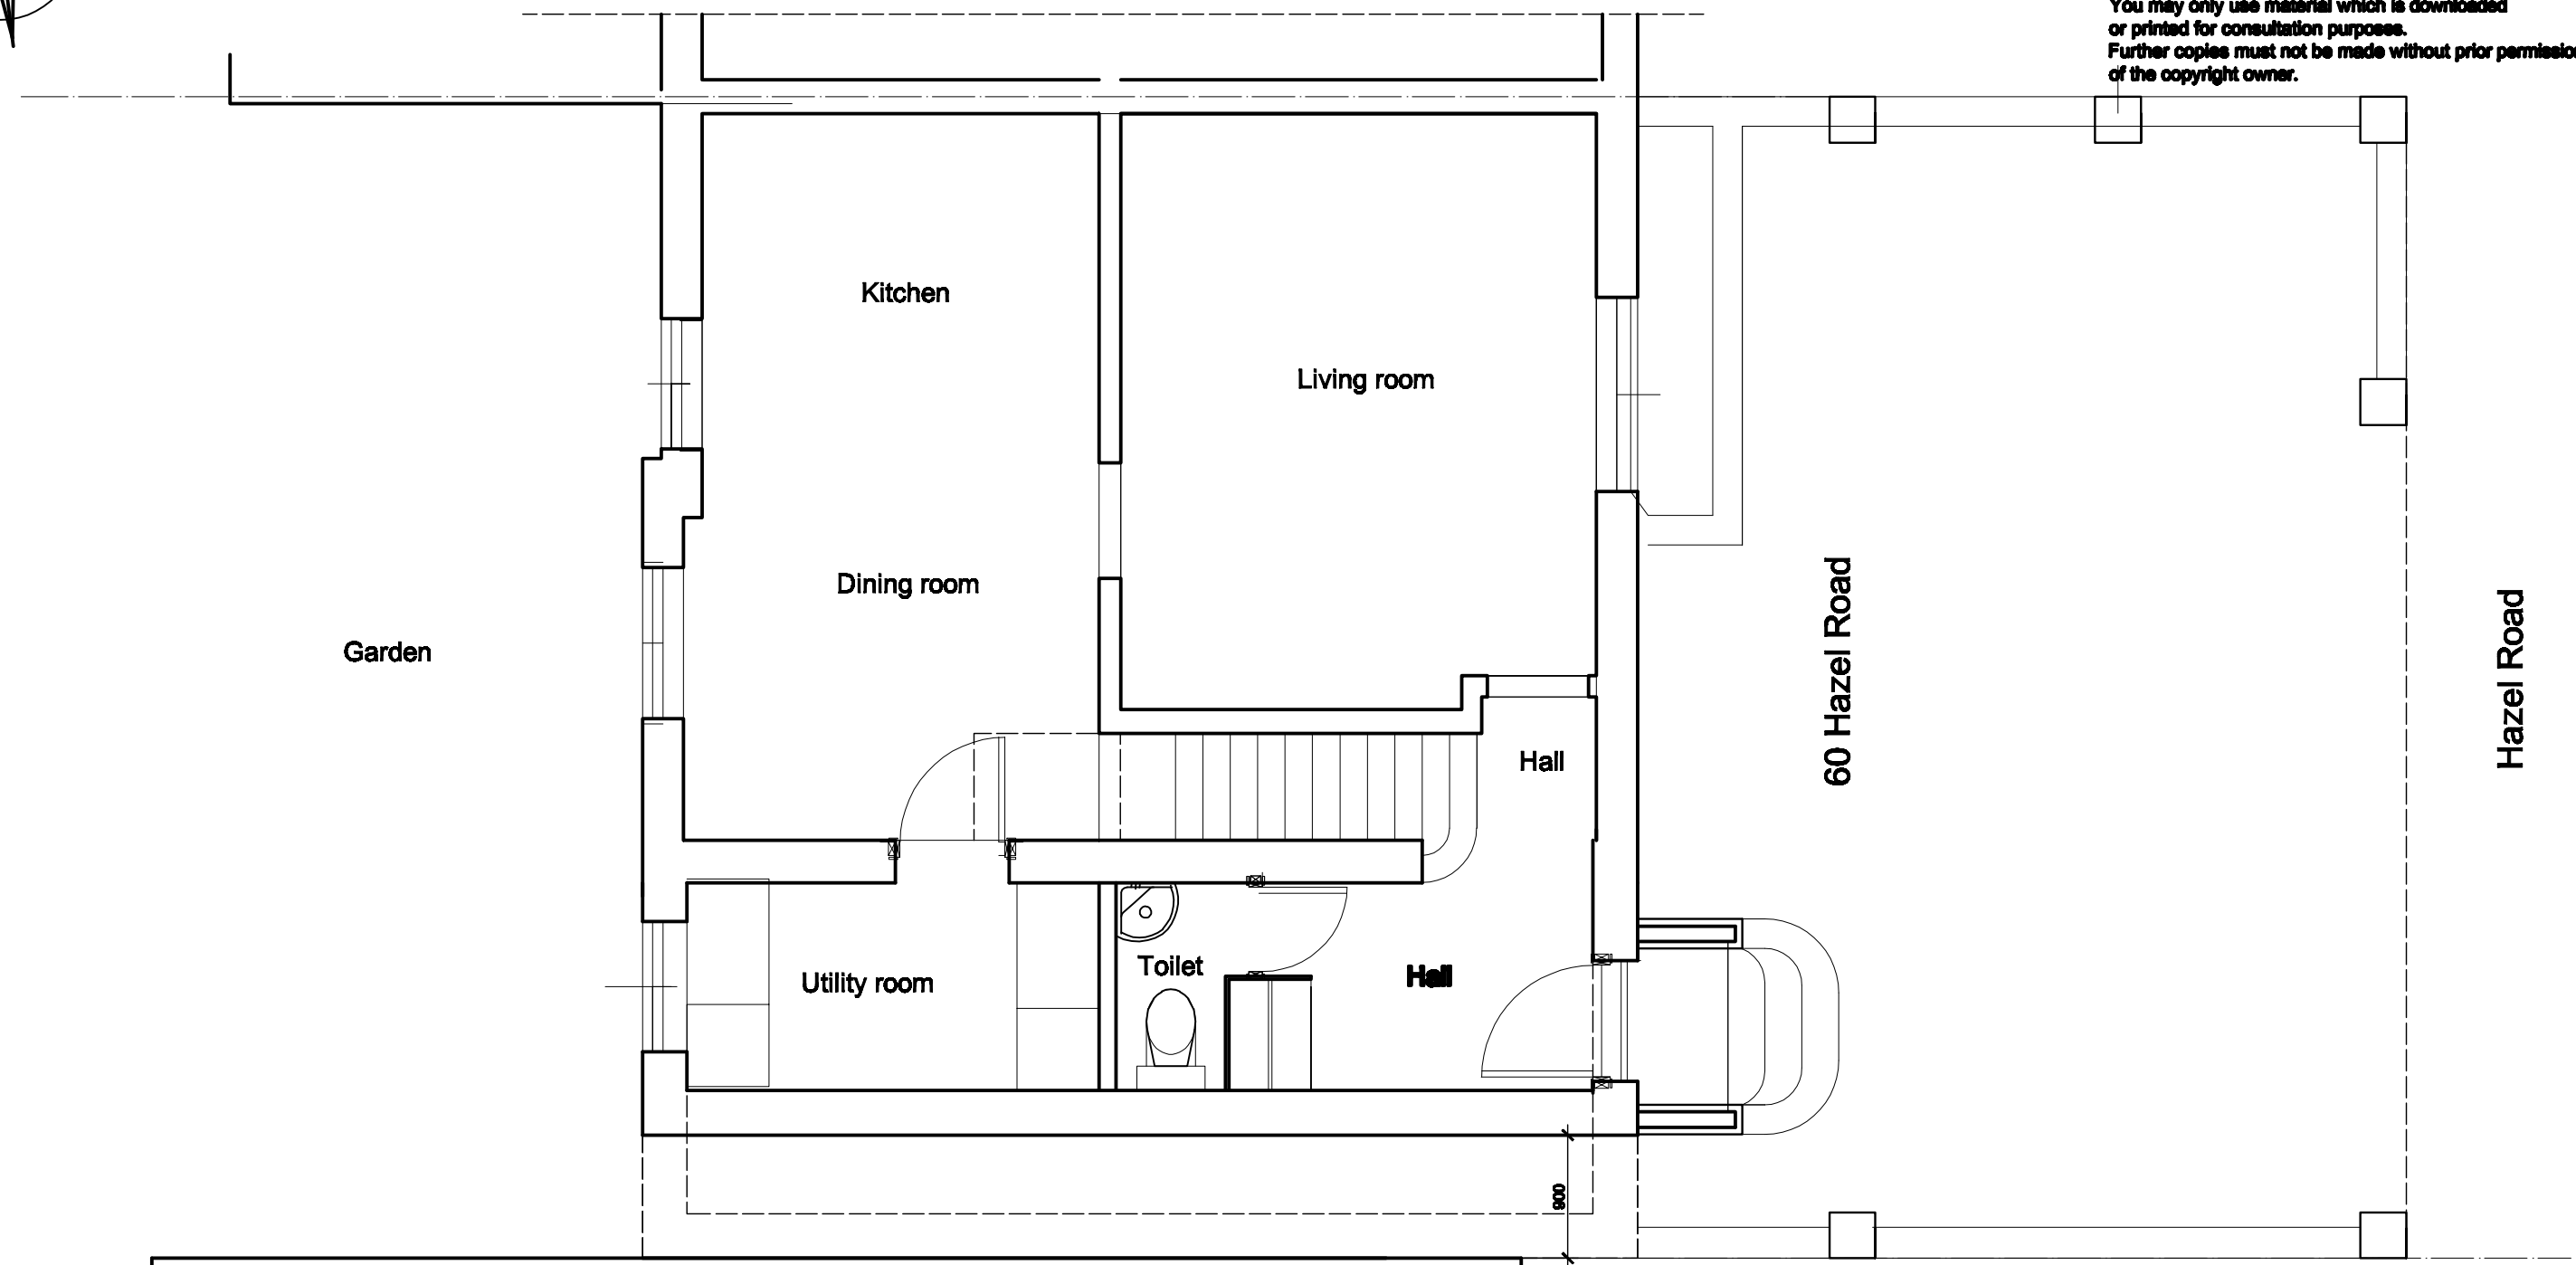 You may only use material which is downloaded
or printed for consultation purposes.
Further copies must not be made without prior permission
of the copyright owner.
Kitchen
Living room
Dining room
Garden
60 Hazel Road
Hazel Road
Hall
Toilet
Hall
Utility room
900